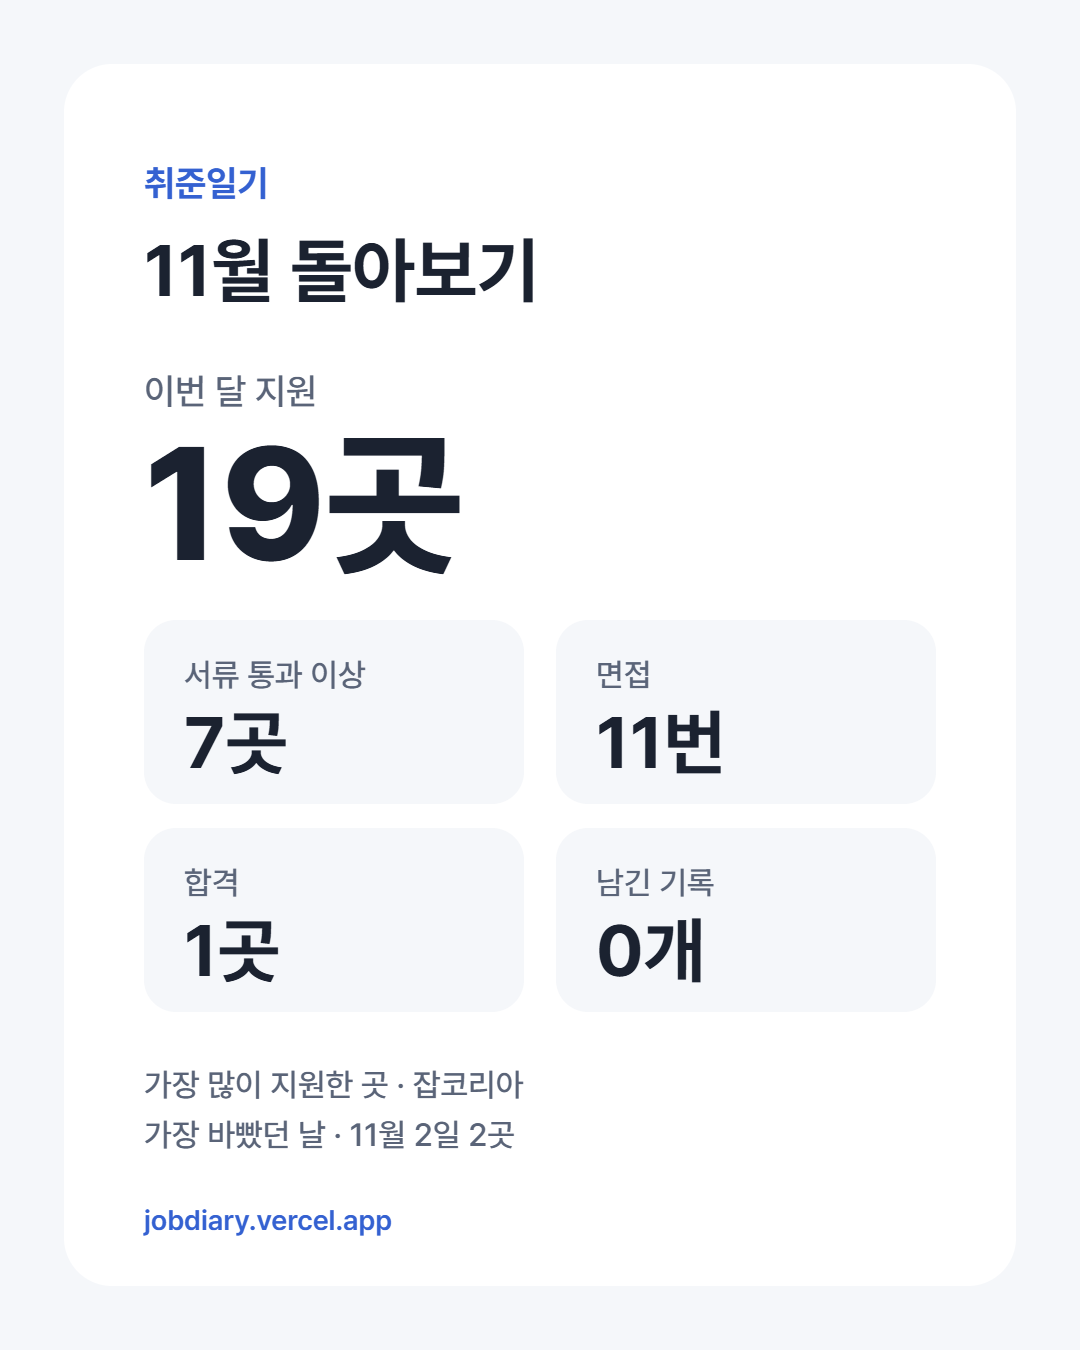 취준일기
11월 돌아보기
이번 달 지원
19곳
서류 통과 이상
7곳
면접
11번
합격
1곳
남긴 기록
0개
가장 많이 지원한 곳 · 잡코리아
가장 바빴던 날 · 11월 2일 2곳
jobdiary.vercel.app